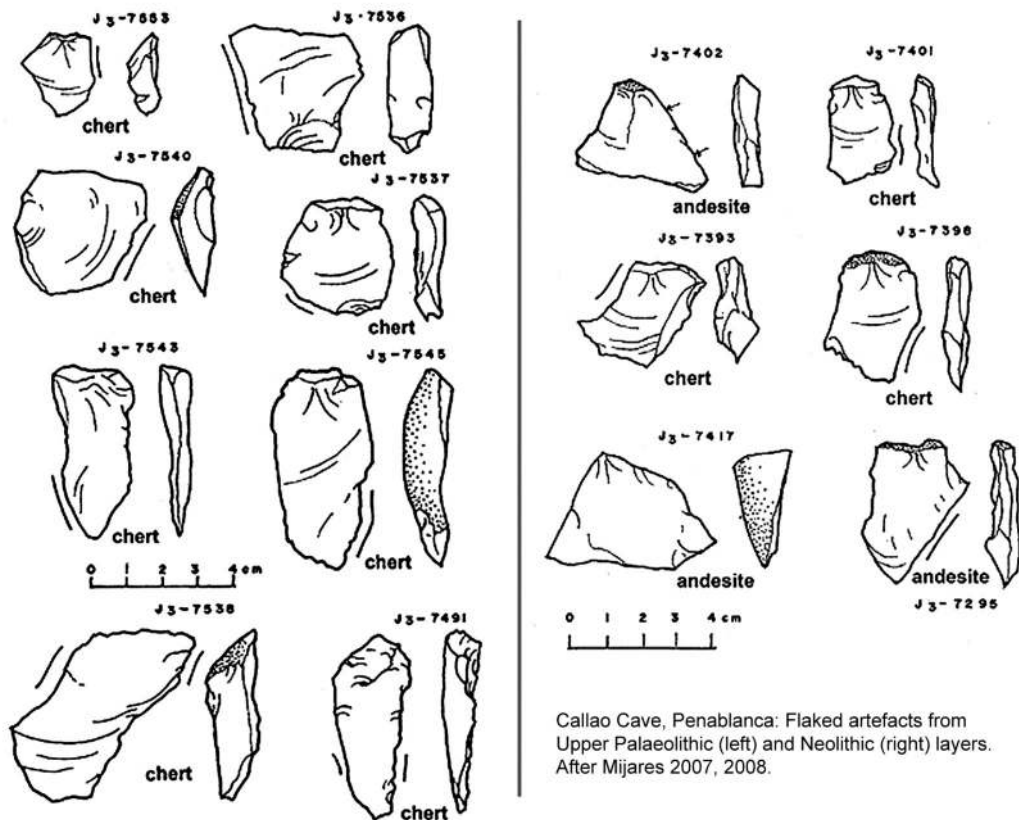 J3-7553
chert
J3-7536
chert
J3-7540
chert
J3-7537
chert
J3-7543
chert
J3-7545
chert
0 1 2 3 4 cm
J3-7538
chert
J3-7491
chert
J3-7402
andesite
J3-7401
chert
J3-7393
chert
J3-7398
chert
J3-7417
andesite
andesite
J3-7295
0 1 2 3 4 cm
Callao Cave, Penablanca: Flaked artefacts from
Upper Palaeolithic (left) and Neolithic (right) layers.
After Mijares 2007, 2008.